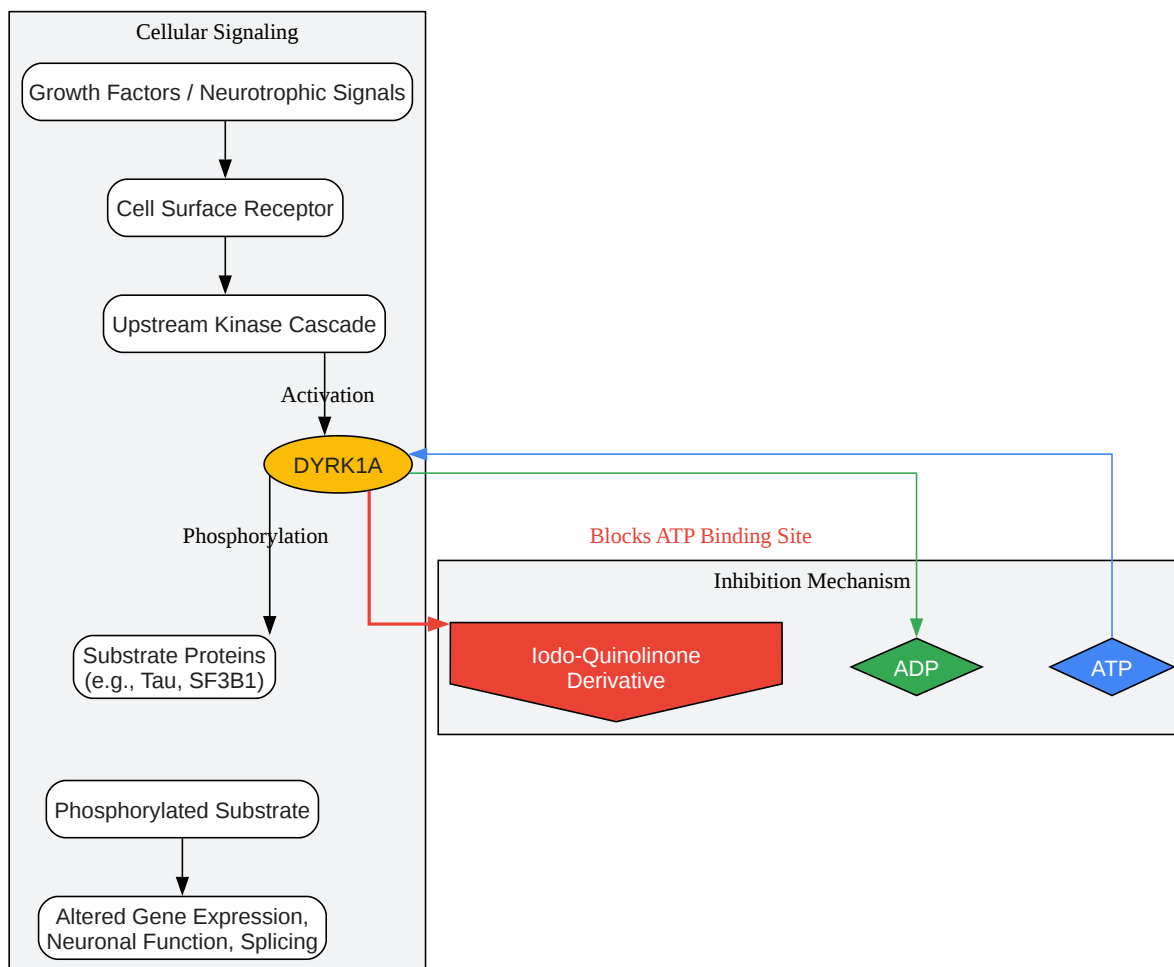 Cellular Signaling
Growth Factors / Neurotrophic Signals
Cell Surface Receptor
Upstream Kinase Cascade
Activation
DYRK1A
Phosphorylation
Blocks ATP Binding Site
Inhibition Mechanism
Substrate Proteins
(e.g., Tau, SF3B1)
Iodo-Quinolinone
Derivative
ADP
ATP
Phosphorylated Substrate
Altered Gene Expression,
Neuronal Function, Splicing